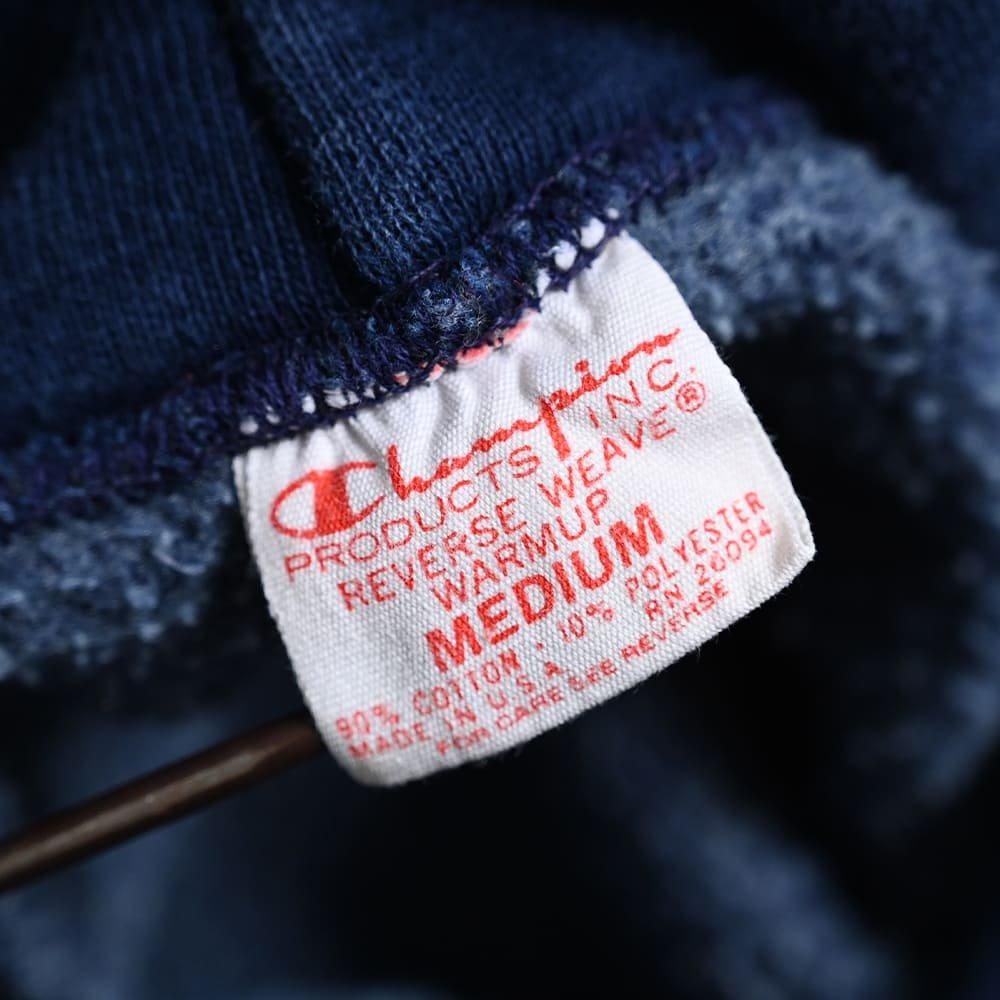 Champion
PRODUCTS INC.
REVERSE WEAVE®
WARMUP
MEDIUM
90% COTTON · 10% POLYESTER
MADE IN U.S.A. RN 26094
FOR CARE SEE REVERSE